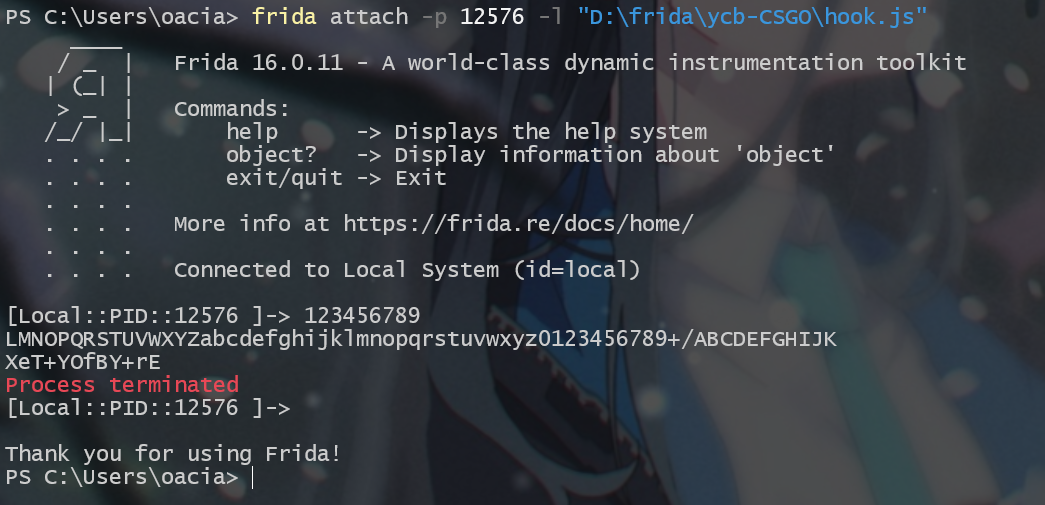 PS C:\Users\oacia> frida attach -p 12576 -l "D:\frida\ycb-CSGO\hook.js"
     ____
    / _  |   Frida 16.0.11 - A world-class dynamic instrumentation toolkit
   | (_| |
    > _  |   Commands:
   /_/ |_|       help      -> Displays the help system
   . . . .       object?   -> Display information about 'object'
   . . . .       exit/quit -> Exit
   . . . .
   . . . .   More info at https://frida.re/docs/home/
   . . . .
   . . . .   Connected to Local System (id=local)
[Local::PID::12576 ]-> 123456789
LMNOPQRSTUVWXYZabcdefghijklmnopqrstuvwxyz0123456789+/ABCDEFGHIJK
XeT+YOfBY+rE
Process terminated
[Local::PID::12576 ]->
Thank you for using Frida!
PS C:\Users\oacia>